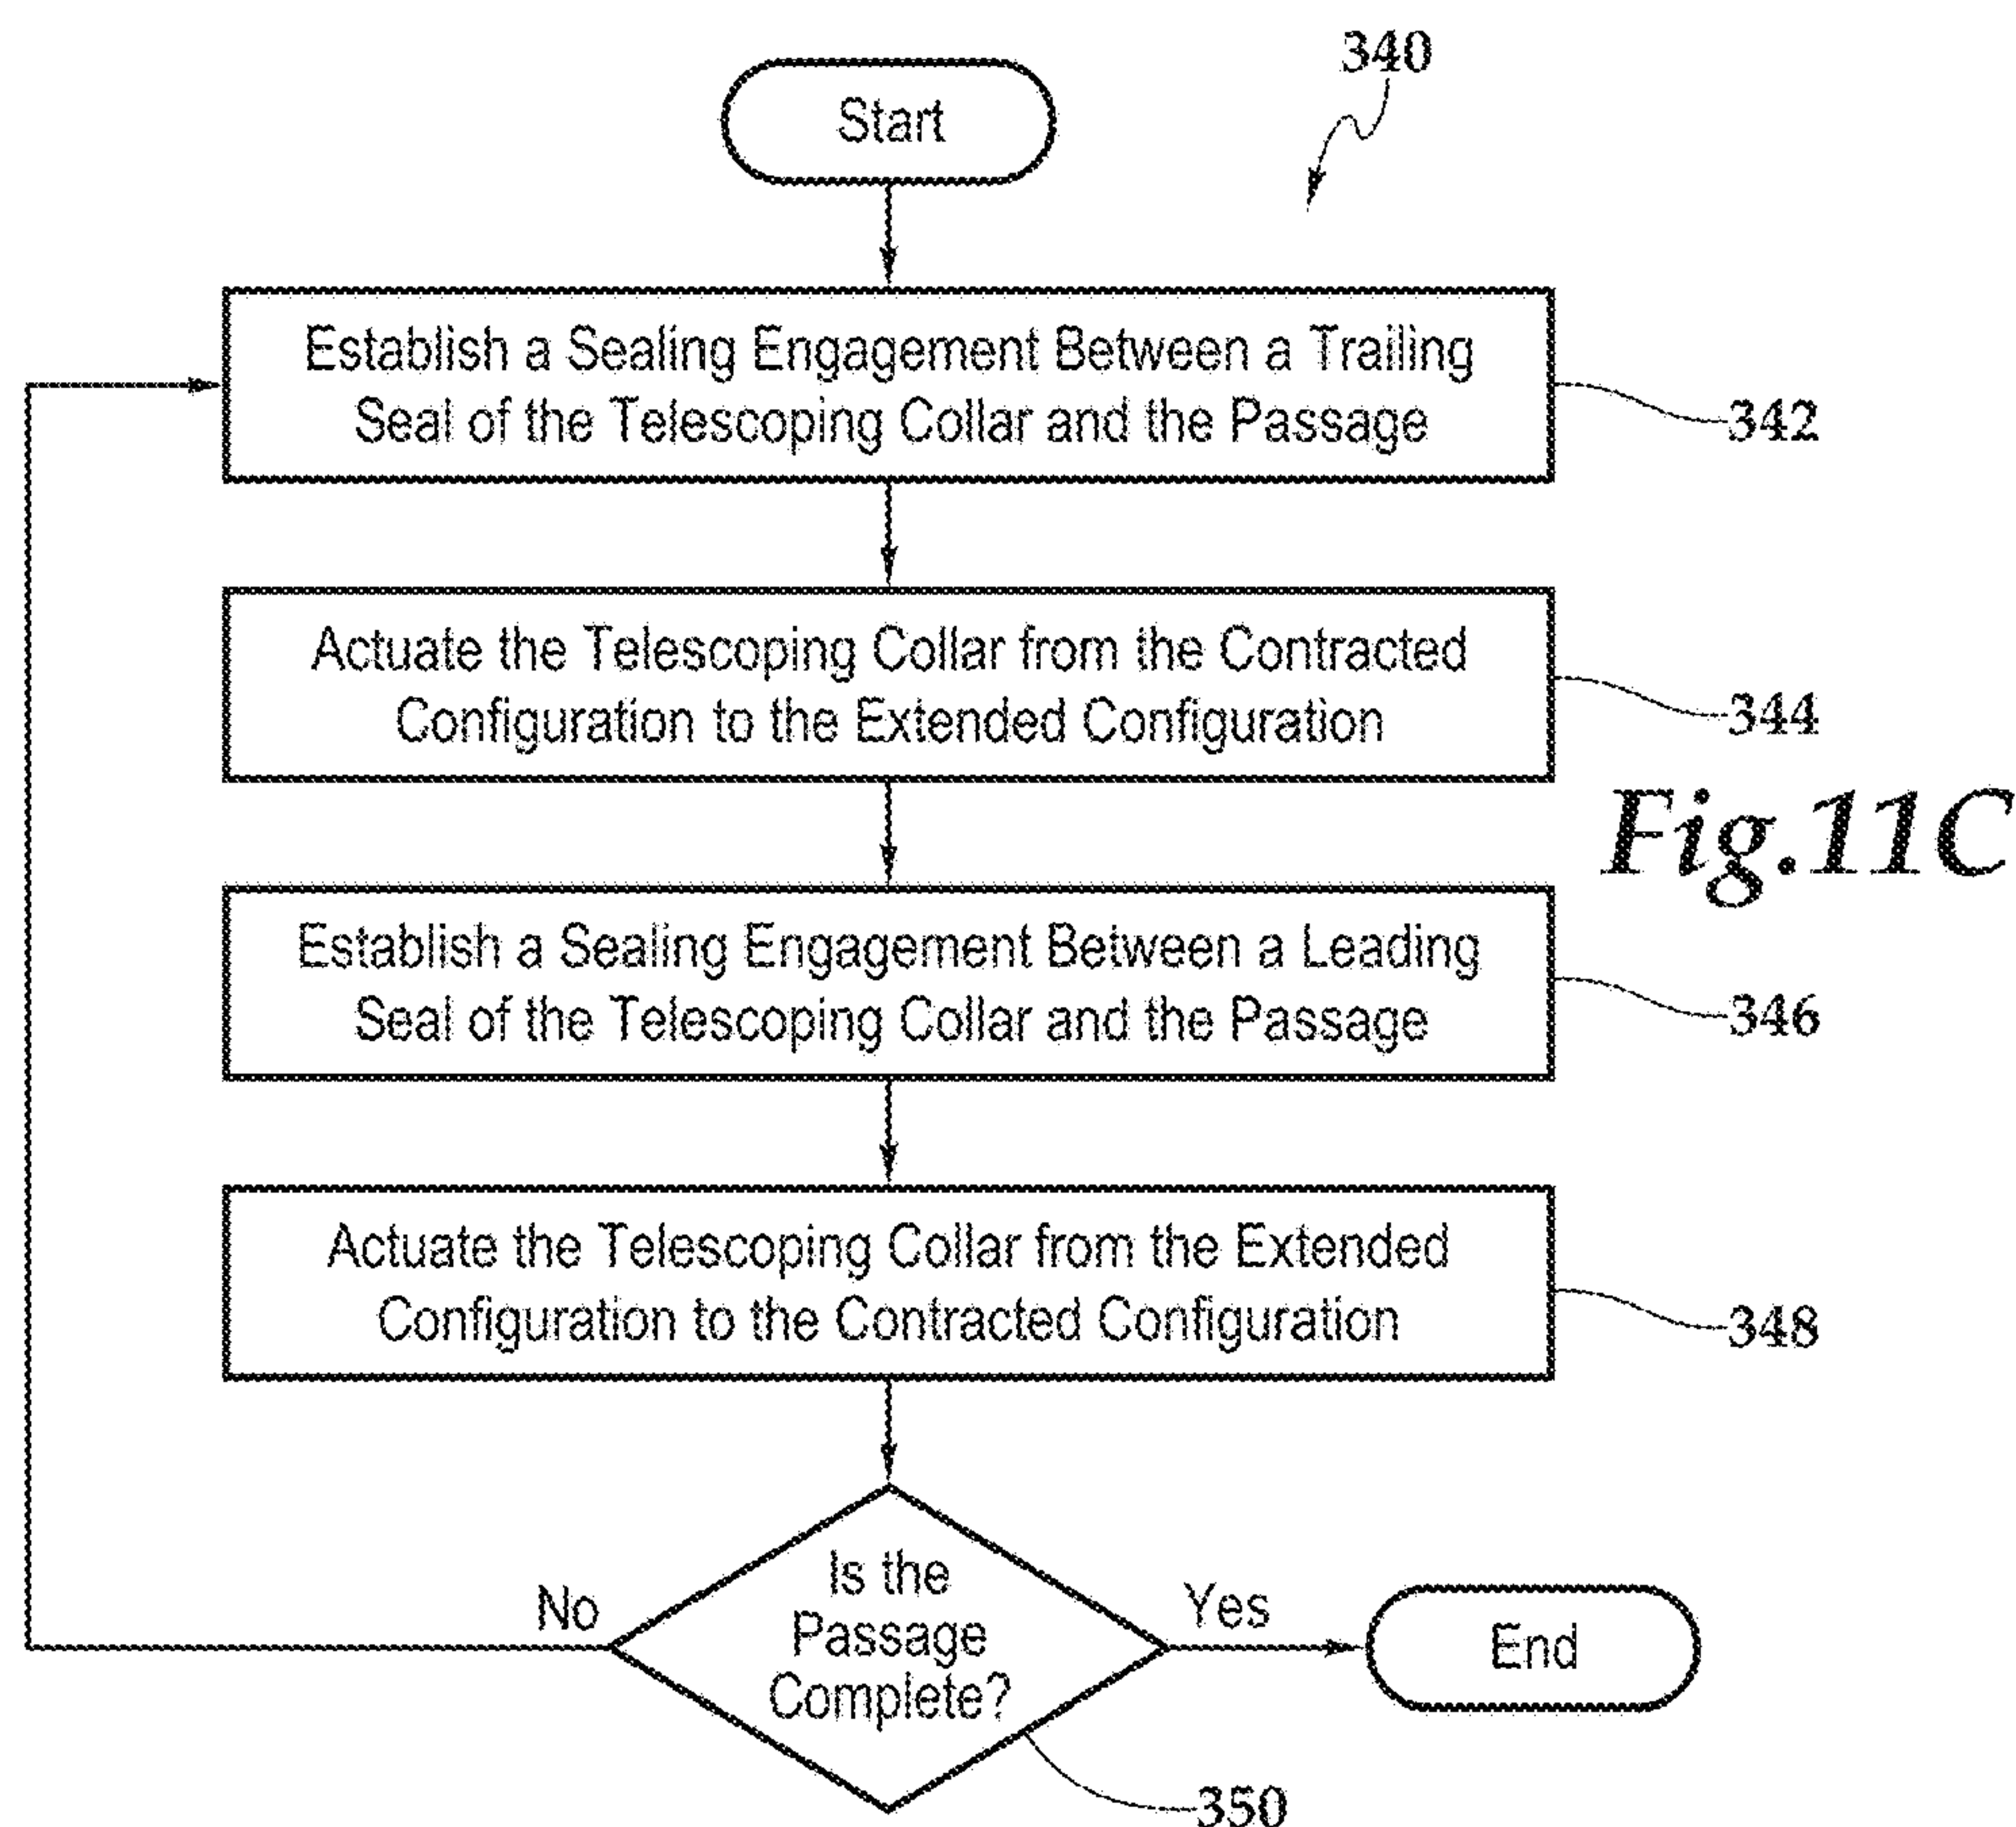 340
Start
Establish a Sealing Engagement Between a Trailing
Seal of the Telescoping Collar and the Passage
342
Actuate the Telescoping Collar from the Contracted
Configuration to the Extended Configuration
344
Fig.11C
Establish a Sealing Engagement Between a Leading
Seal of the Telescoping Collar and the Passage
346
Actuate the Telescoping Collar from the Extended
Configuration to the Contracted Configuration
348
Is the
Passage
Complete?
No
Yes
End
350